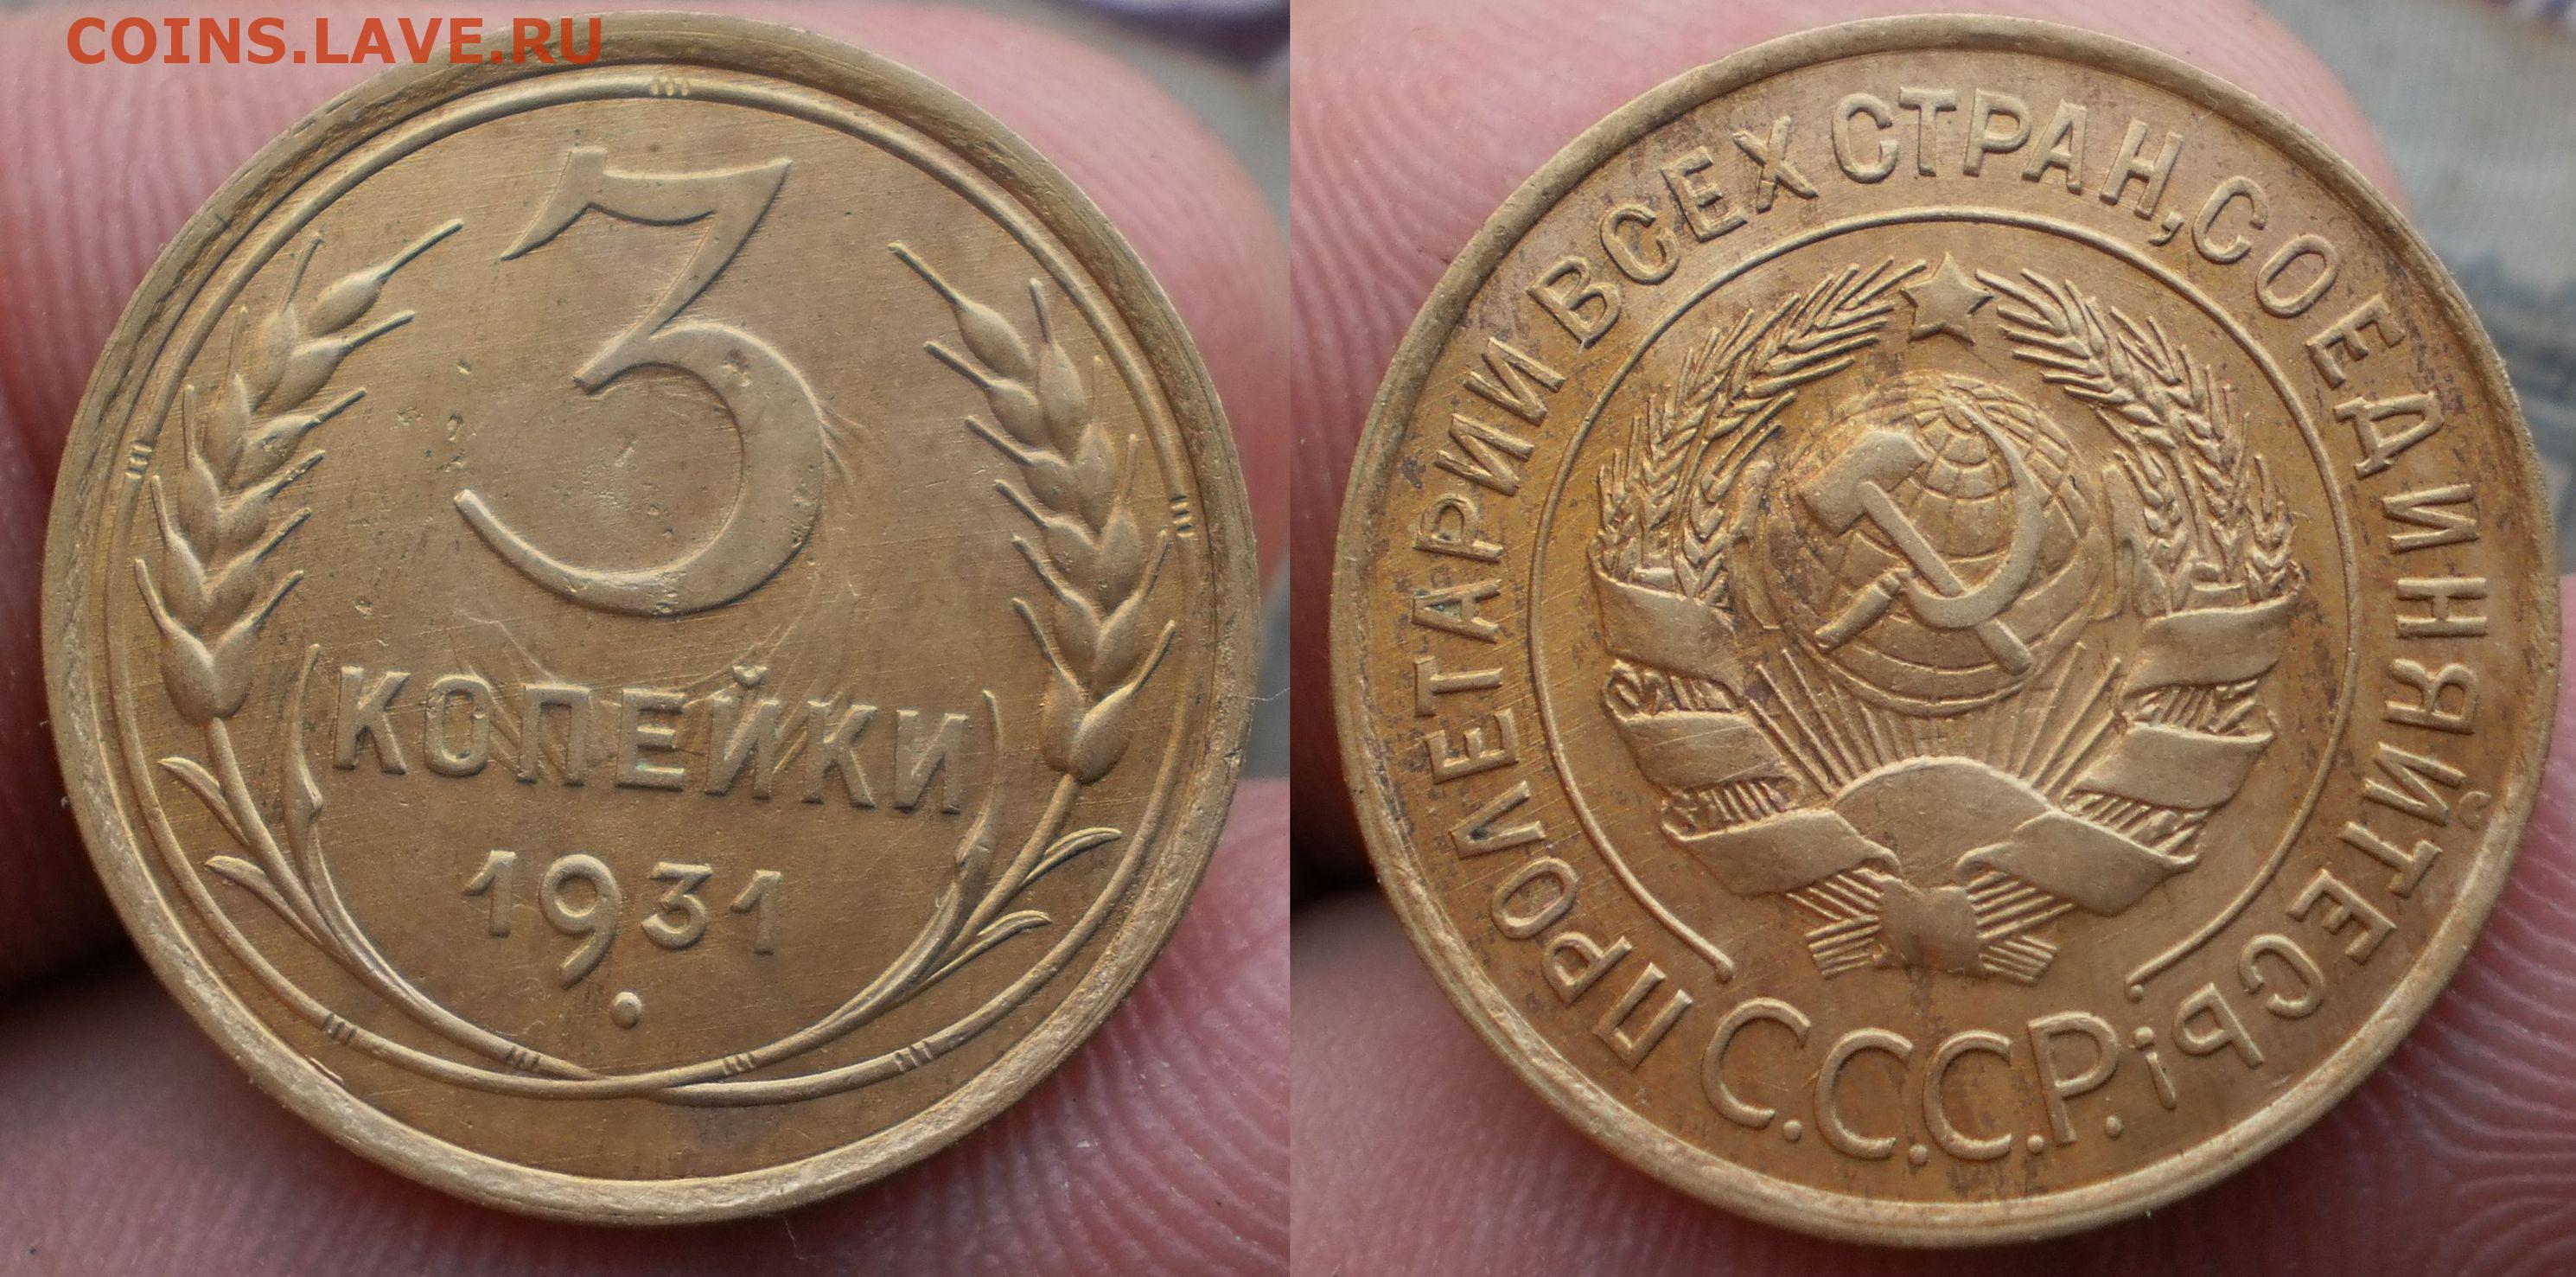 COINS.LAVE.RU
3
КОПЕЙКИ
1931
ПРОЛЕТАРИИ ВСЕХ СТРАН, СОЕДИНЯЙТЕСЬ!
С.С.С.Р.